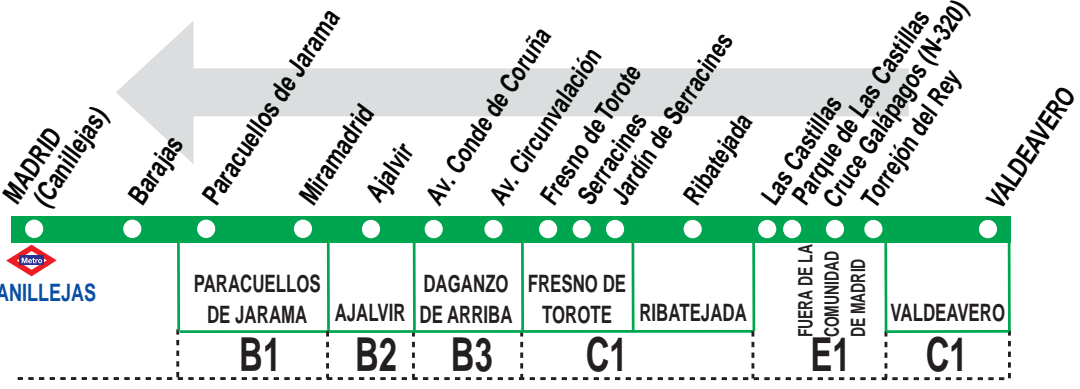 MADRID
(Canillejas)
Barajas
Paracuellos de Jarama
Miramadrid
Ajalvir
Av. Conde de Coruña
Av. Circunvalación
Fresno de Torote
Serracines
Jardín de Serracines
Ribatejada
Las Castillas
Parque de Las Castillas
Cruce Galápagos (N-320)
Torrejón del Rey
VALDEAVERO
Metro
ANILLEJAS
PARACUELLOS
DE JARAMA
AJALVIR
DAGANZO
DE ARRIBA
FRESNO DE
TOROTE
RIBATEJADA
FUERA DE LA
COMUNIDAD
DE MADRID
VALDEAVERO
B1
B2
B3
C1
E1
C1